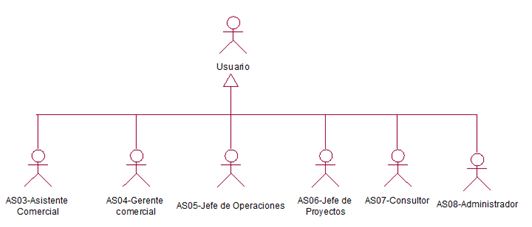 Usuario
AS03-Asistente
Comercial
AS04-Gerente
comercial
AS05-Jefe de Operaciones
AS06-Jefe de
Proyectos
AS07-Consultor
AS08-Administrador